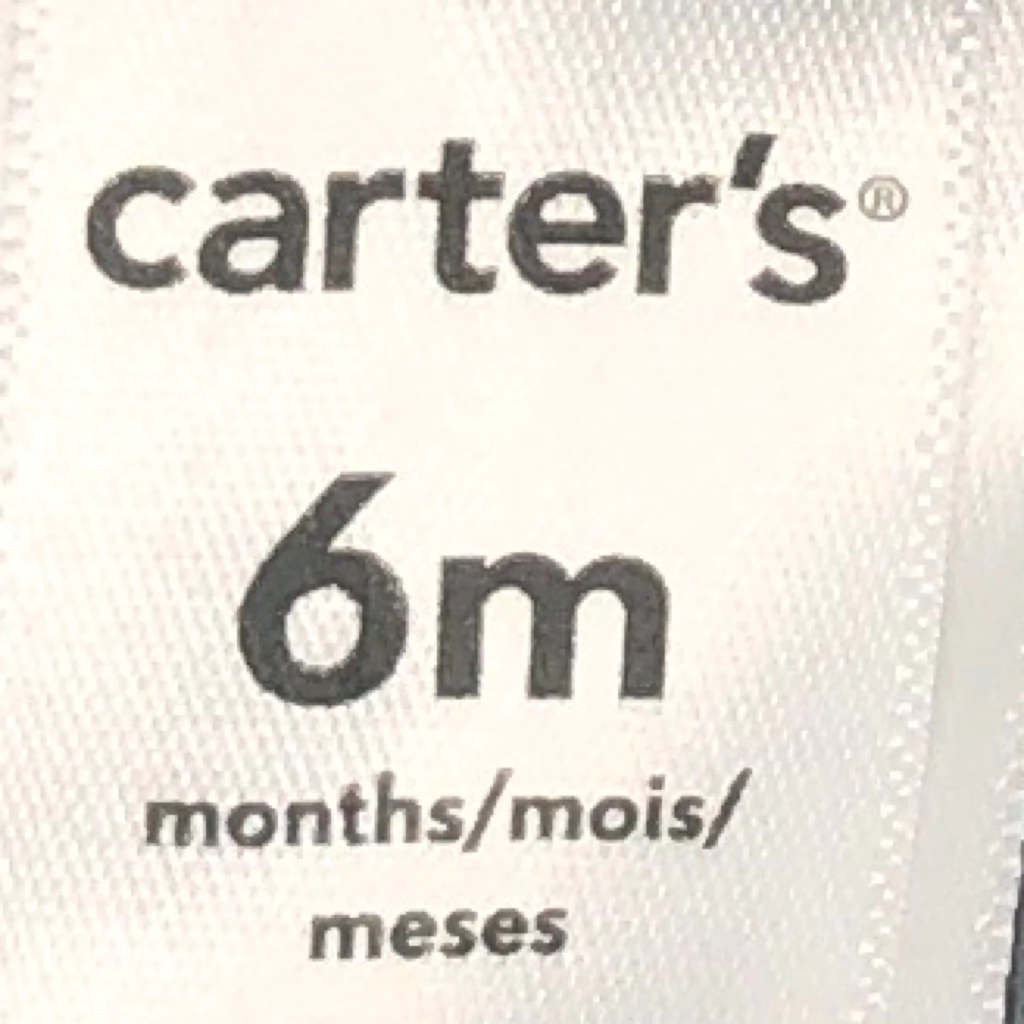 carter's®
6m
months/mois/
meses